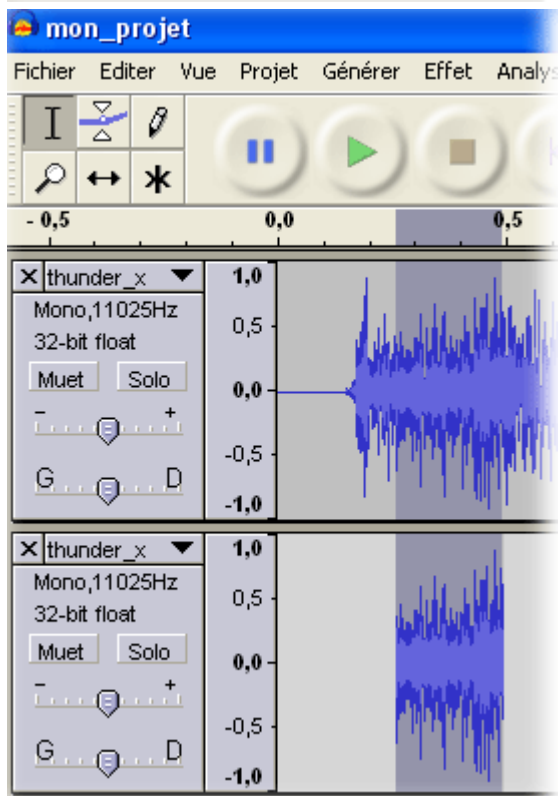 mon_projet
Fichier Editer Vue Projet Générer Effet Analys
- 0,5 0,0 0,5
X thunder_x
1,0
Mono,11025Hz
32-bit float
0,5
Muet Solo
0,0
- +
-0,5
G D
-1,0
X thunder_x
1,0
Mono,11025Hz
32-bit float
0,5
Muet Solo
0,0
- +
-0,5
G D
-1,0